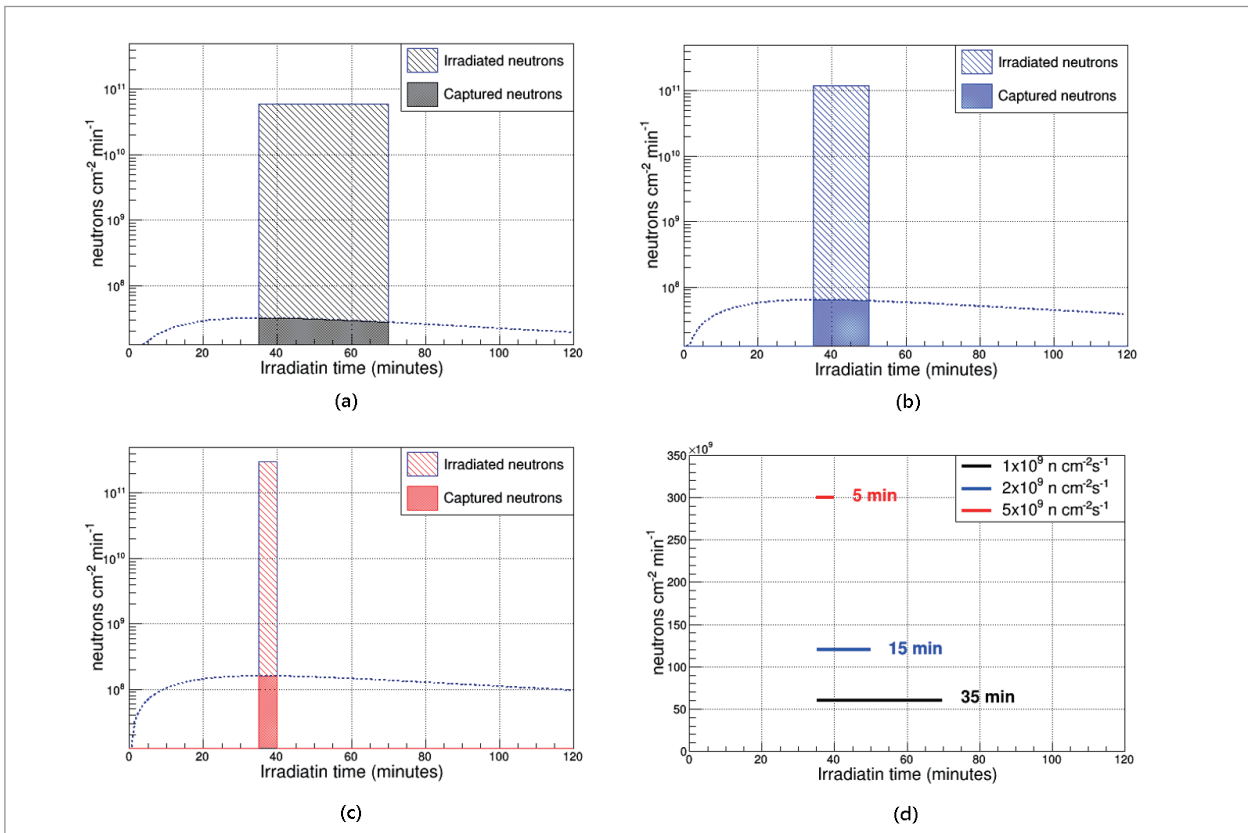 Irradiated neutrons
Captured neutrons
neutrons cm-2 min-1
10^11
10^10
10^9
10^8
0 20 40 60 80 100 120
Irradiatin time (minutes)
(a)
Irradiated neutrons
Captured neutrons
neutrons cm-2 min-1
10^11
10^10
10^9
10^8
0 20 40 60 80 100 120
Irradiatin time (minutes)
(b)
Irradiated neutrons
Captured neutrons
neutrons cm-2 min-1
10^11
10^10
10^9
10^8
0 20 40 60 80 100 120
Irradiatin time (minutes)
(c)
×10^9
1x10^9 n cm-2s-1
2x10^9 n cm-2s-1
5x10^9 n cm-2s-1
neutrons cm-2 min-1
350
300
250
200
150
100
50
0
5 min
15 min
35 min
0 20 40 60 80 100 120
Irradiatin time (minutes)
(d)